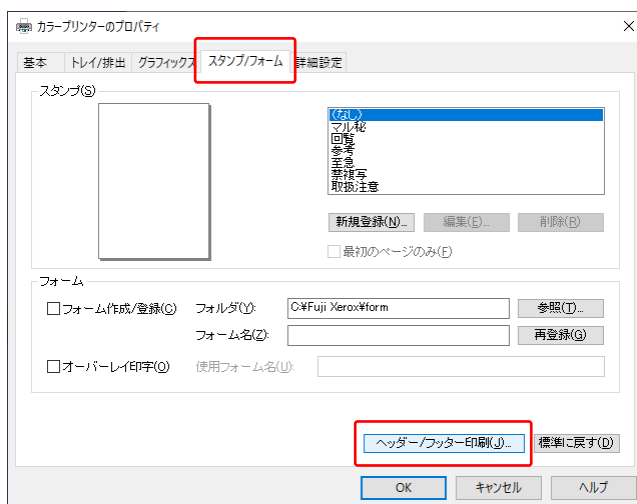 カラープリンターのプロパティ
基本 トレイ/排出 グラフィックス スタンプ/フォーム 詳細設定
スタンプ(S)
(なし)
マル秘
回覧
参考
至急
禁複写
取扱注意
新規登録(N)... 編集(E)... 削除(R)
最初のページのみ(F)
フォーム
フォーム作成/登録(C) フォルダ(Y): C:¥Fuji Xerox¥form 参照(T)...
フォーム名(Z): 再登録(G)
オーバーレイ印字(O) 使用フォーム名(U):
ヘッダー/フッター印刷(J)... 標準に戻す(D)
OK キャンセル ヘルプ